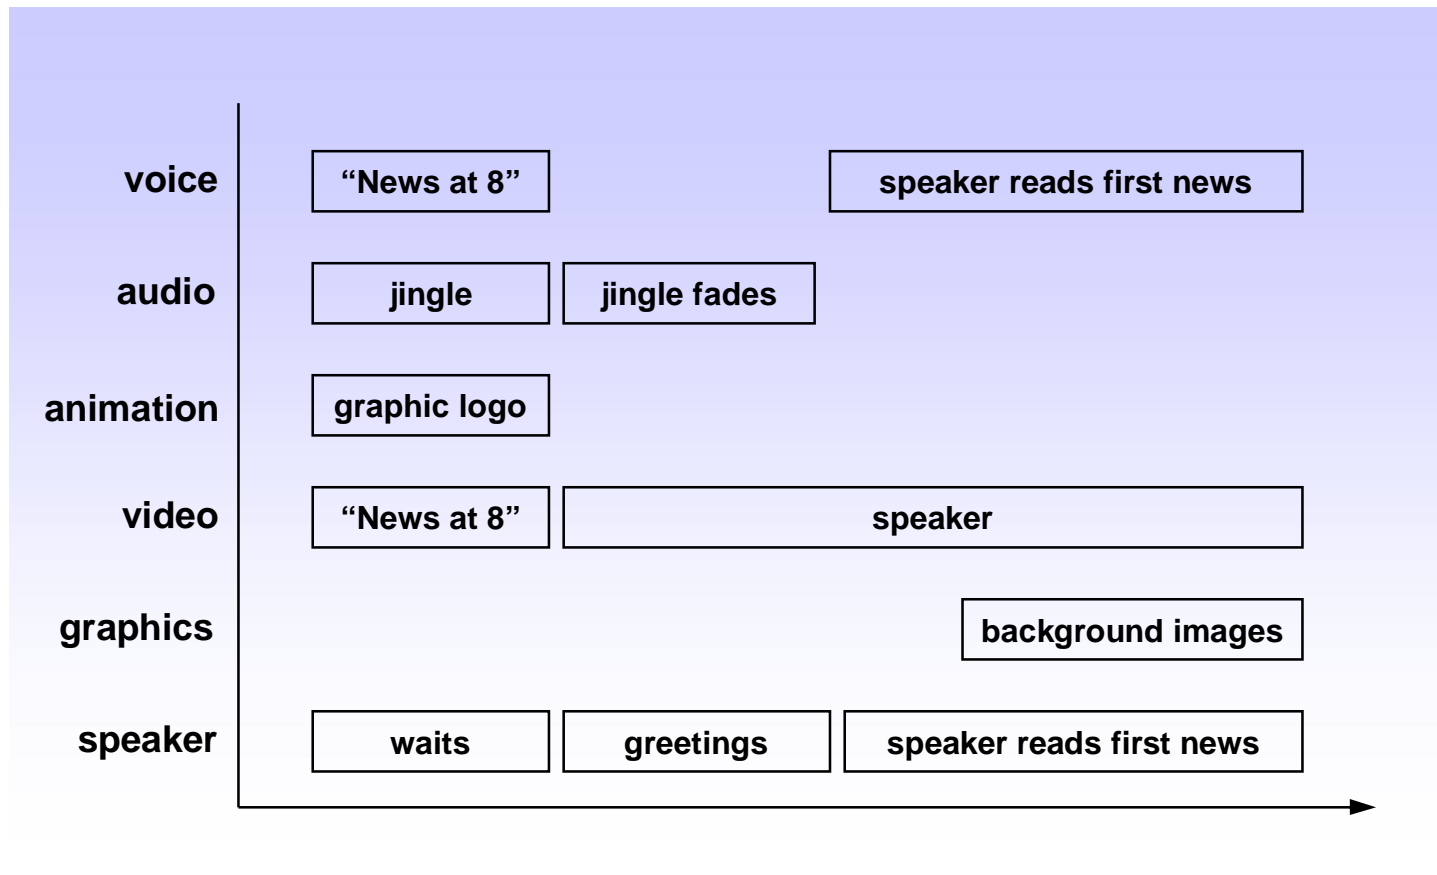 voice “News at 8” speaker reads first news
audio jingle jingle fades
animation graphic logo
video “News at 8” speaker
graphics background images
speaker waits greetings speaker reads first news